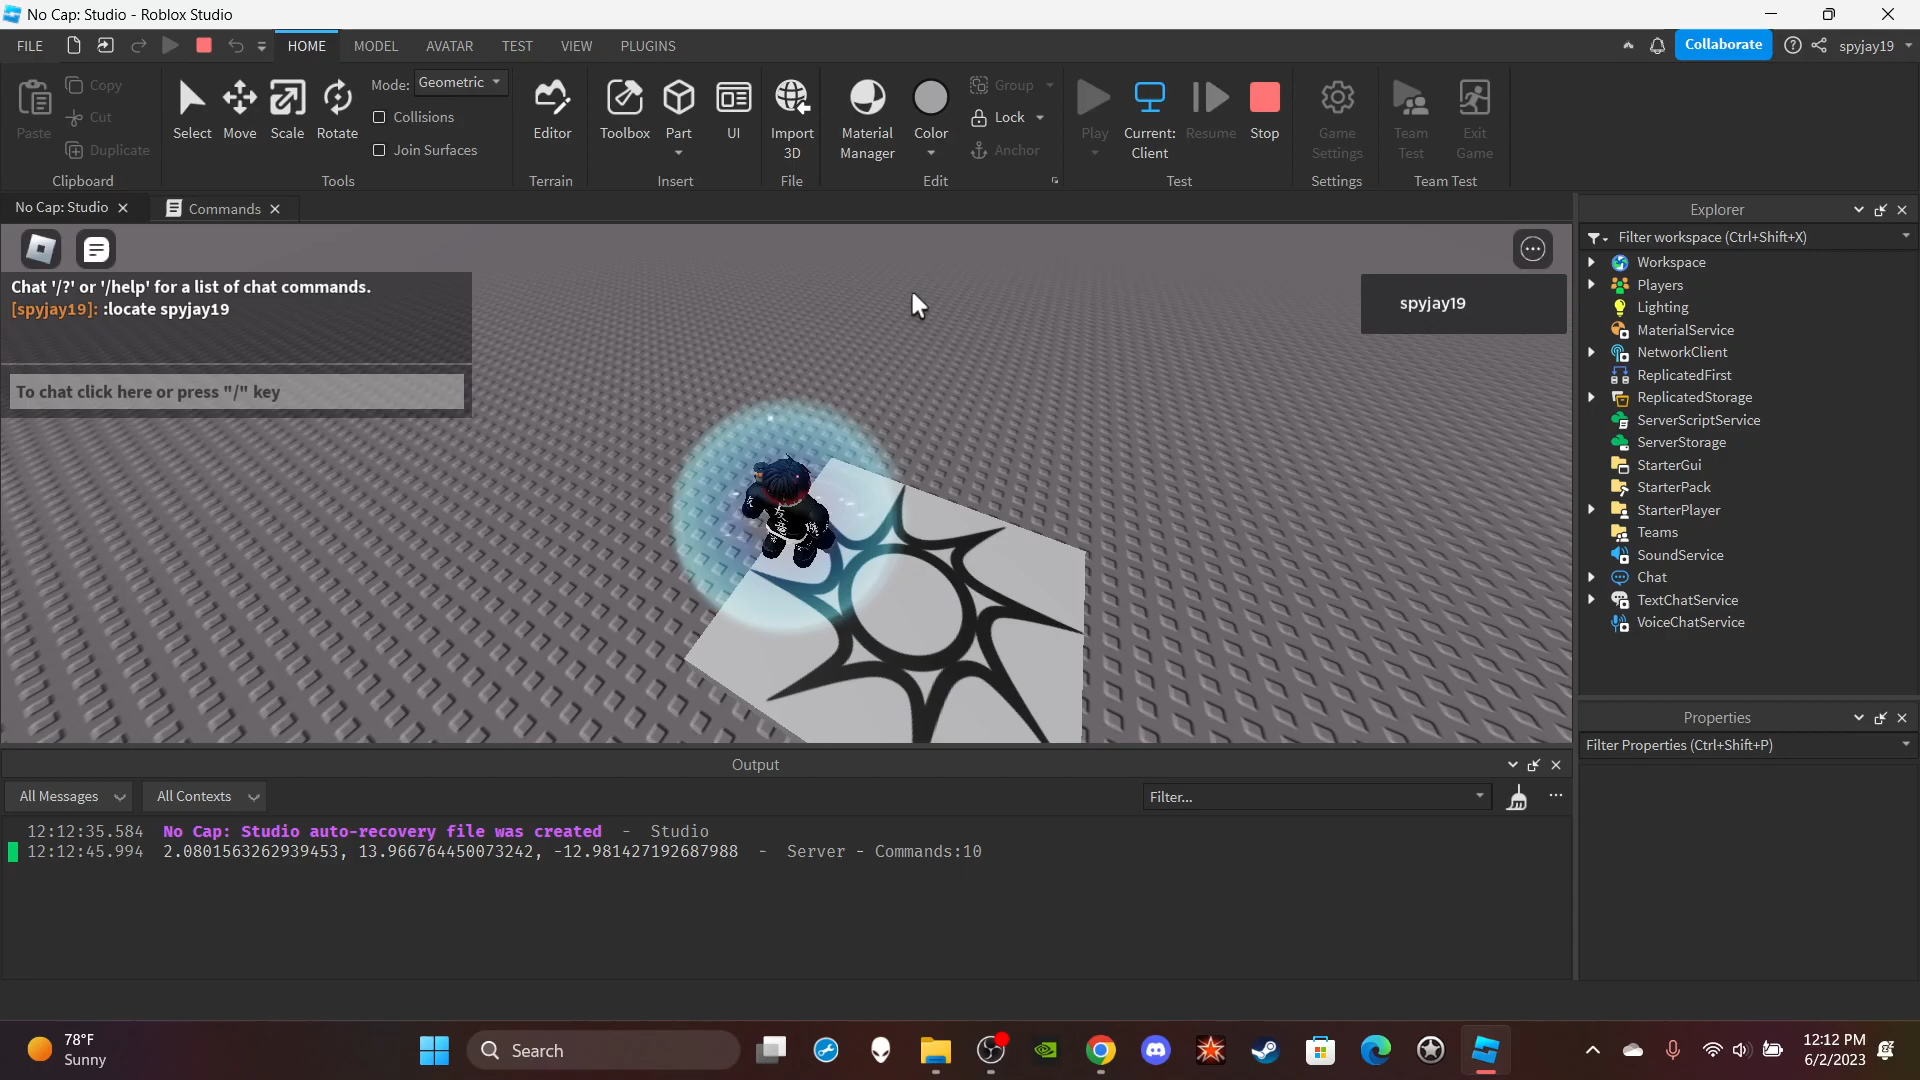 No Cap: Studio - Roblox Studio
FILE
HOME
MODEL
AVATAR
TEST
VIEW
PLUGINS
Collaborate
spyjay19
Paste
Copy
Cut
Duplicate
Clipboard
Select
Move
Scale
Rotate
Mode: Geometric
Collisions
Join Surfaces
Tools
Editor
Terrain
Toolbox
Part
UI
Insert
Import 3D
File
Material Manager
Color
Group
Lock
Anchor
Edit
Play
Current: Client
Resume
Stop
Test
Game Settings
Settings
Team Test
Exit Game
Team Test
No Cap: Studio
Commands
Chat '/?' or '/help' for a list of chat commands.
[spyjay19]: :locate spyjay19
To chat click here or press "/" key
spyjay19
Explorer
Filter workspace (Ctrl+Shift+X)
Workspace
Players
Lighting
MaterialService
NetworkClient
ReplicatedFirst
ReplicatedStorage
ServerScriptService
ServerStorage
StarterGui
StarterPack
StarterPlayer
Teams
SoundService
Chat
TextChatService
VoiceChatService
Properties
Filter Properties (Ctrl+Shift+P)
Output
All Messages
All Contexts
Filter...
12:12:35.584 No Cap: Studio auto-recovery file was created - Studio
12:12:45.994 2.0801563262939453, 13.966764450073242, -12.981427192687988 - Server - Commands:10
78°F
Sunny
Search
12:12 PM
6/2/2023